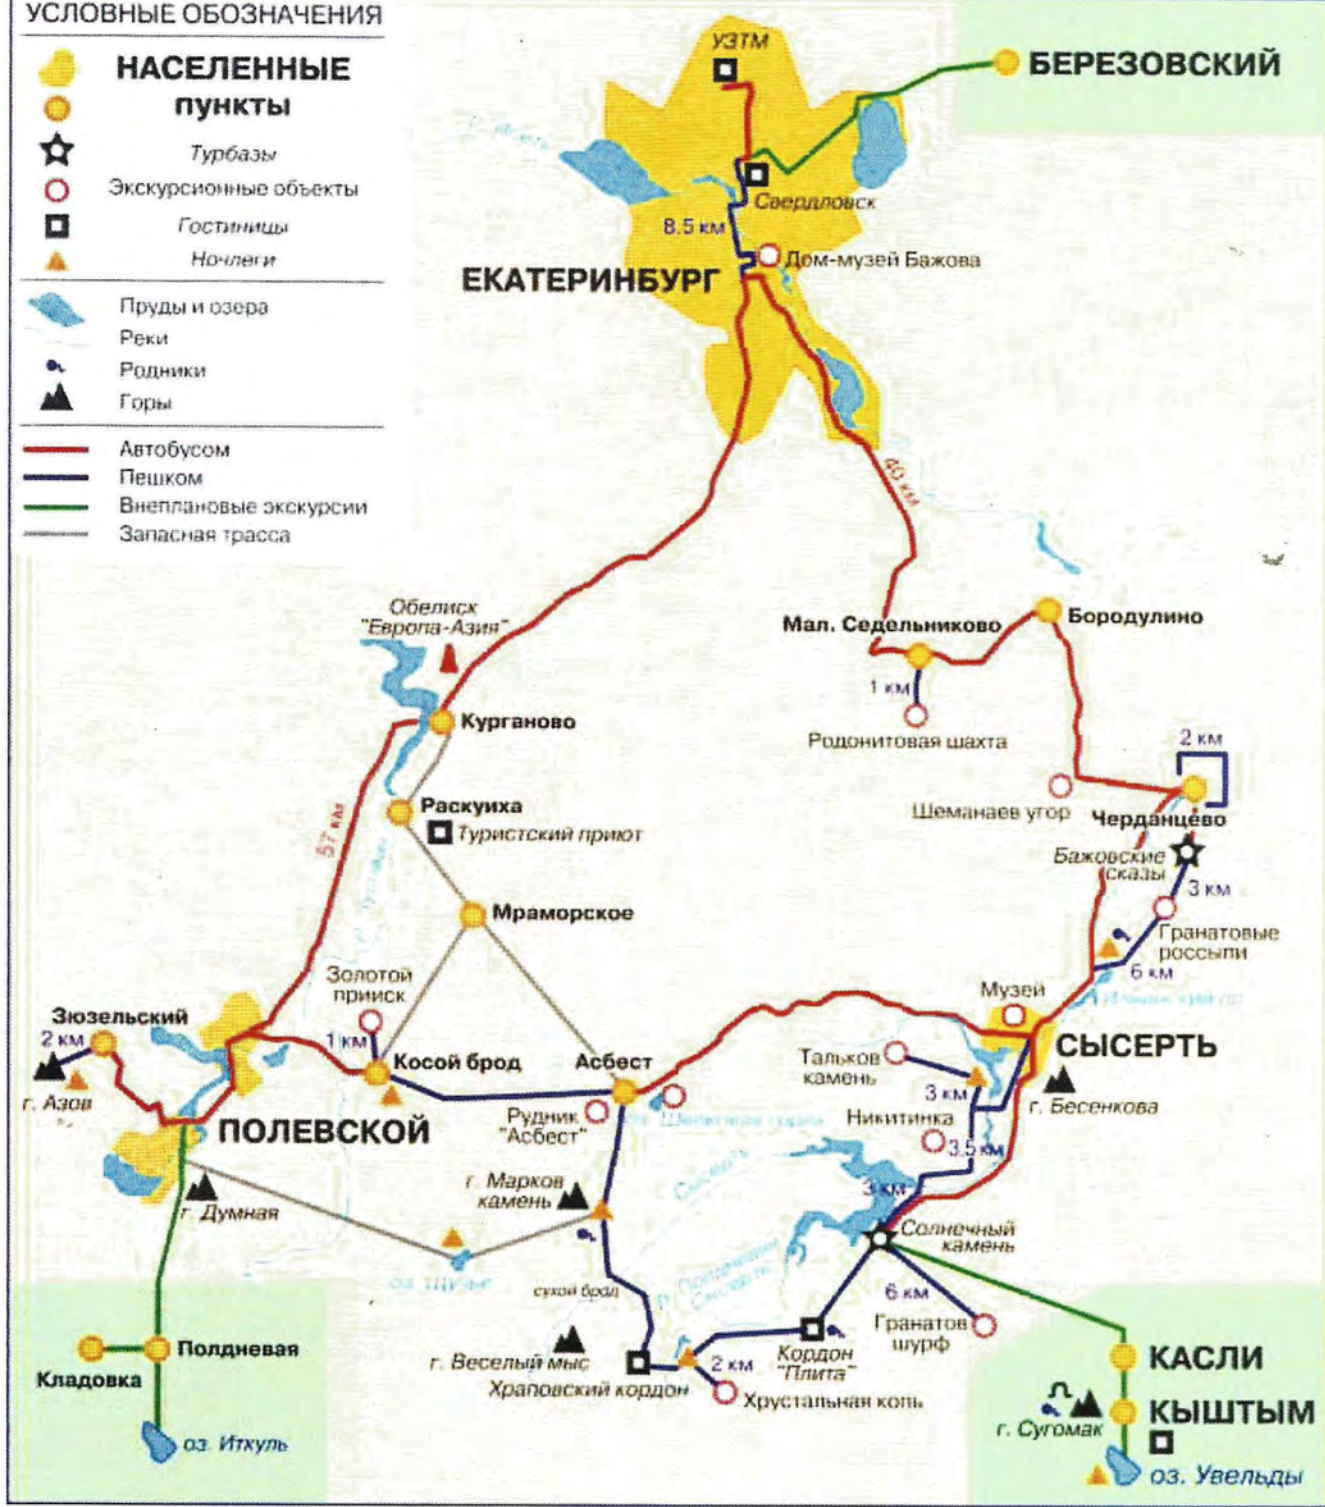 УСЛОВНЫЕ ОБОЗНАЧЕНИЯ
НАСЕЛЕННЫЕ
пункты
Турбазы
Экскурсионные объекты
Гостиницы
Ночлеги
Пруды и озера
Реки
Родники
Горы
Автобусом
Пешком
Внеплановые экскурсии
Запасная трасса
УЗТМ
БЕРЕЗОВСКИЙ
Свердловск
8.5 км
Дом-музей Бажова
ЕКАТЕРИНБУРГ
40 км
Обелиск
"Европа-Азия"
Мал. Седельниково
Бородулино
1 км
Родонитовая шахта
Курганово
2 км
Шеманаев угор
Черданцево
Раскуиха
Туристский приют
57 км
Бажовские
сказы
3 км
Мраморское
Гранатовые
россыпи
6 км
Золотой
прииск
Музей
Зюзельский
2 км
1 км
Косой брод
Асбест
СЫСЕРТЬ
Тальков
камень
3 км
г. Азов
г. Бесенкова
ПОЛЕВСКОЙ
Рудник
"Асбест"
Никитинка
3,5 км
г. Марков
камень
Сысерть
3 км
г. Думная
Солнечный
камень
оз. Щучье
сухой брод
6 км
Гранатов
шурф
Полдневая
г. Веселый мыс
2 км
Кордон
"Плита"
КАСЛИ
Кладовка
Храповский кордон
Хрустальная копь
г. Сугомак
КЫШТЫМ
оз. Иткуль
оз. Увельды